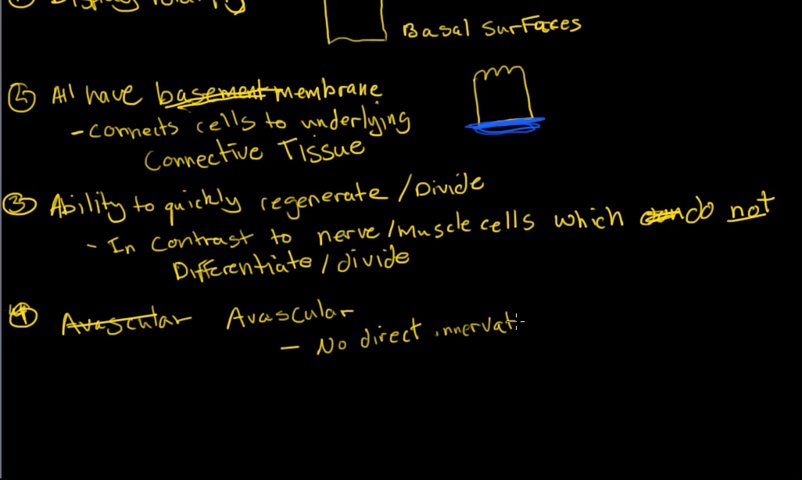 Basal Surfaces
② All have basement membrane
- connects cells to underlying
Connective Tissue
③ Ability to quickly regenerate / Divide
- In contrast to nerve/Muscle cells which do not
Differentiate / divide
④ Avascular Avascular
- No direct innervati